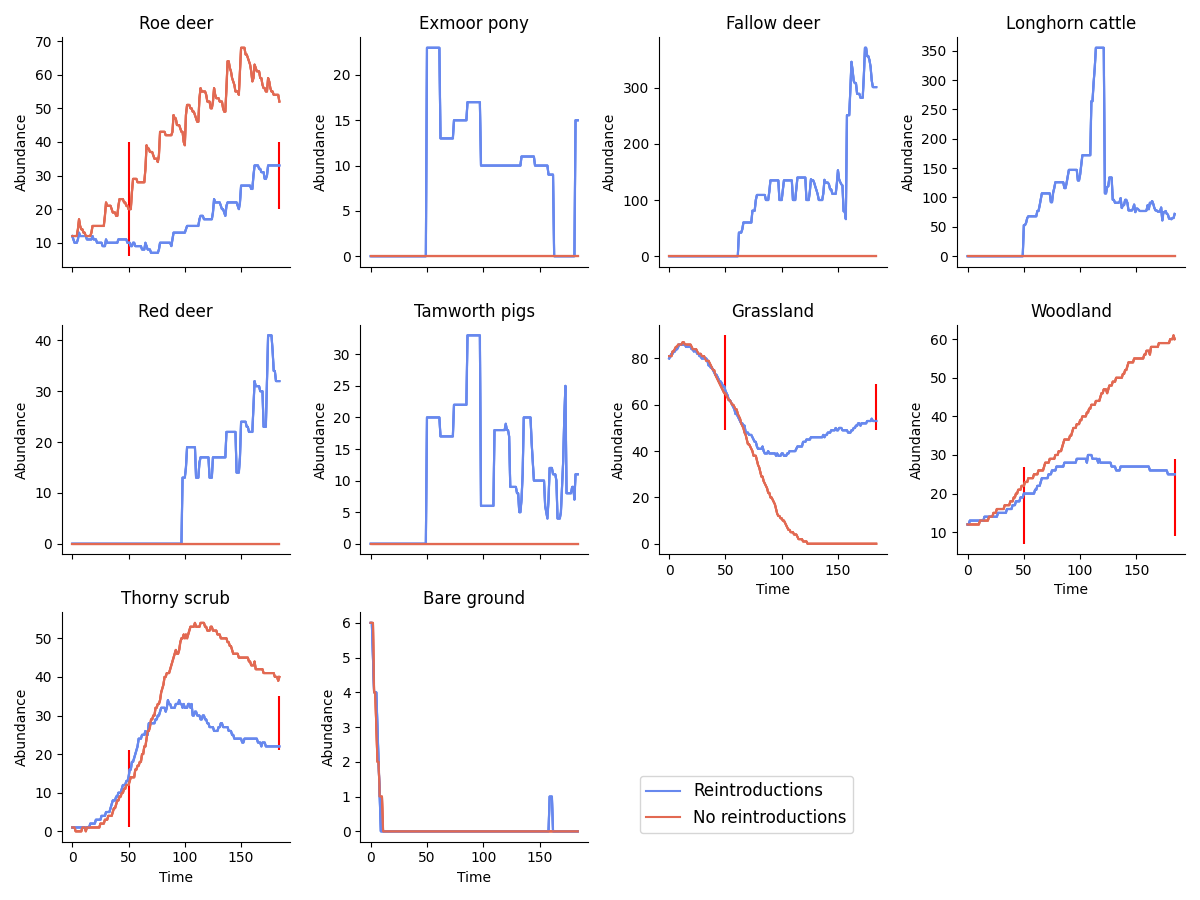 Roe deer
Abundance
70
60
50
40
30
20
10
Exmoor pony
Abundance
20
15
10
5
0
Fallow deer
Abundance
300
200
100
0
Longhorn cattle
Abundance
350
300
250
200
150
100
50
0
Red deer
Abundance
40
30
20
10
0
Tamworth pigs
Abundance
30
25
20
15
10
5
0
Grassland
Abundance
80
60
40
20
0
0 50 100 150
Time
Woodland
Abundance
60
50
40
30
20
10
0 50 100 150
Time
Thorny scrub
Abundance
50
40
30
20
10
0
0 50 100 150
Time
Bare ground
Abundance
6
5
4
3
2
1
0
0 50 100 150
Time
Reintroductions
No reintroductions